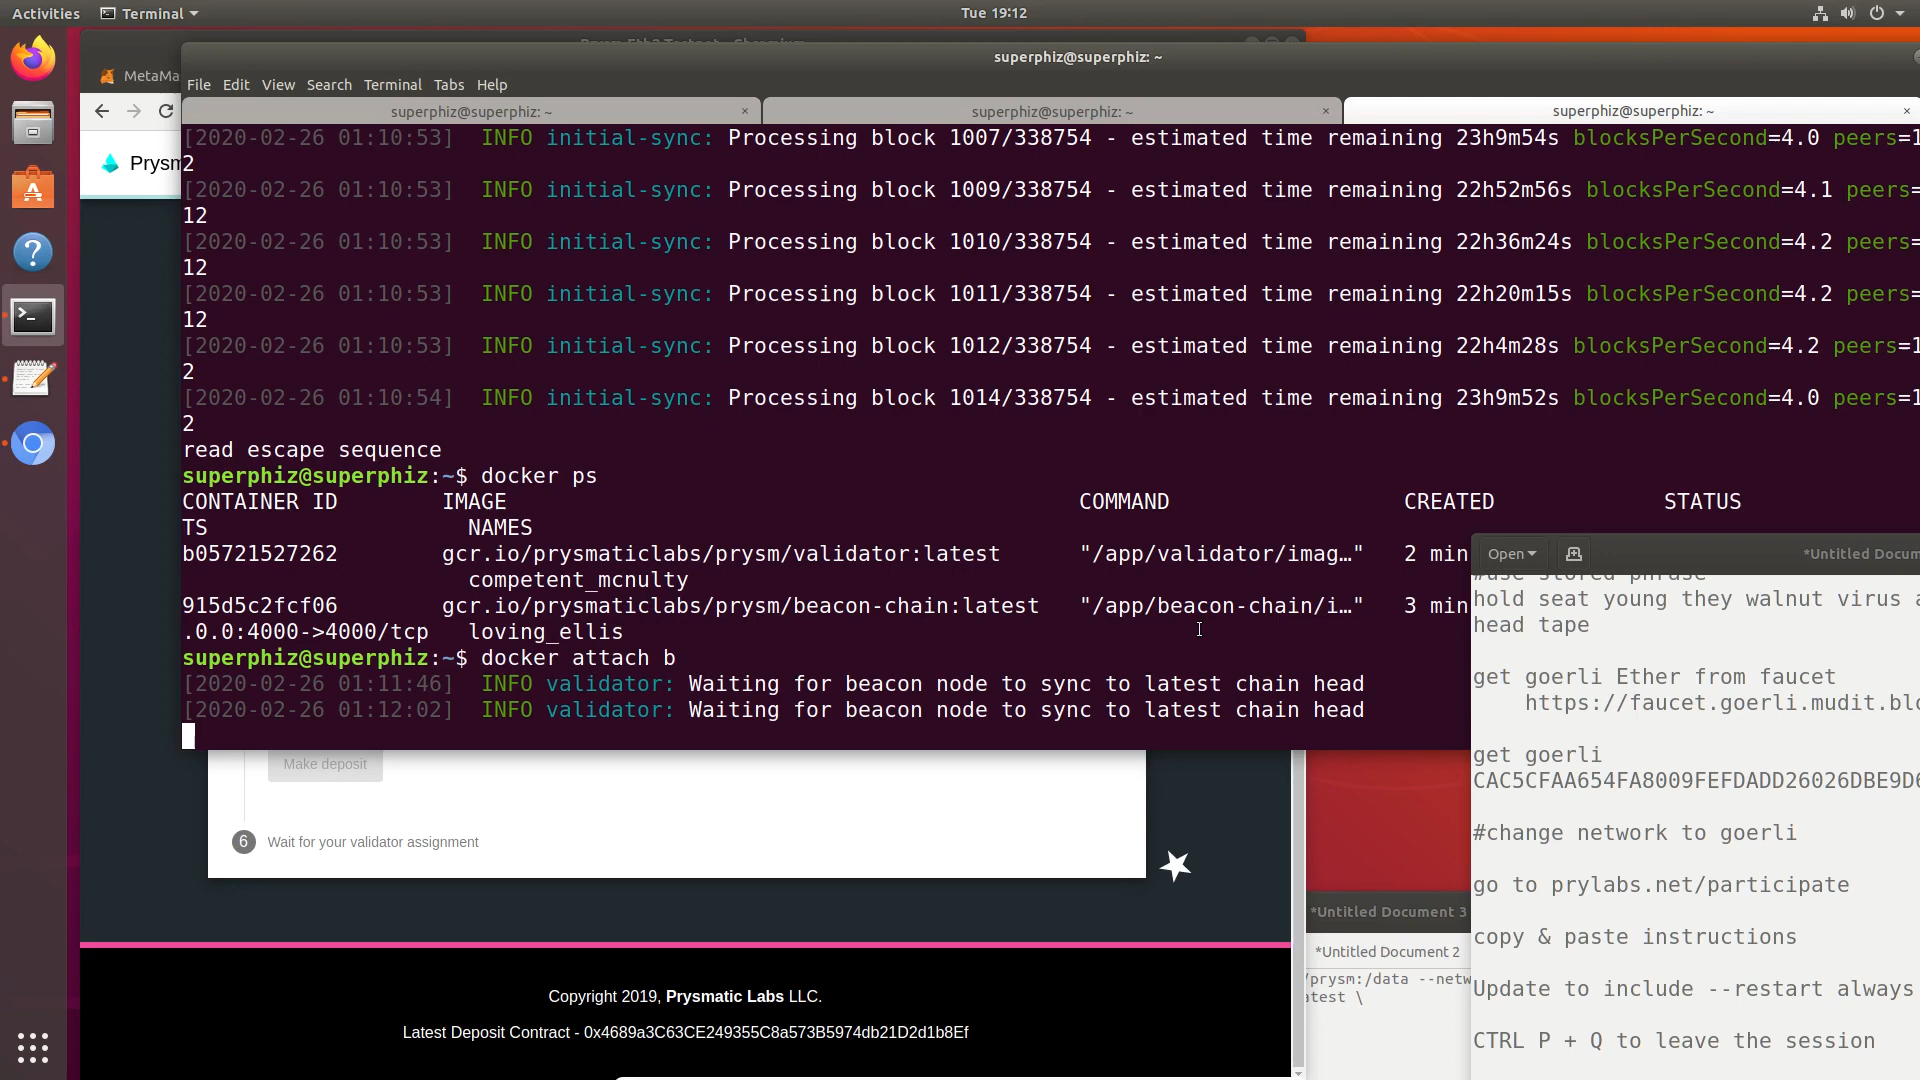 Activities
Terminal
Tue 19:12
superphiz@superphiz: ~
MetaMa
File Edit View Search Terminal Tabs Help
superphiz@superphiz: ~ × superphiz@superphiz: ~ × superphiz@superphiz: ~ ×
Prysm
[2020-02-26 01:10:53]  INFO initial-sync: Processing block 1007/338754 - estimated time remaining 23h9m54s blocksPerSecond=4.0 peers=1
2
[2020-02-26 01:10:53]  INFO initial-sync: Processing block 1009/338754 - estimated time remaining 22h52m56s blocksPerSecond=4.1 peers=
12
[2020-02-26 01:10:53]  INFO initial-sync: Processing block 1010/338754 - estimated time remaining 22h36m24s blocksPerSecond=4.2 peers=
12
[2020-02-26 01:10:53]  INFO initial-sync: Processing block 1011/338754 - estimated time remaining 22h20m15s blocksPerSecond=4.2 peers=
12
[2020-02-26 01:10:53]  INFO initial-sync: Processing block 1012/338754 - estimated time remaining 22h4m28s blocksPerSecond=4.2 peers=1
2
[2020-02-26 01:10:54]  INFO initial-sync: Processing block 1014/338754 - estimated time remaining 23h9m52s blocksPerSecond=4.0 peers=1
2
read escape sequence
superphiz@superphiz:~$ docker ps
CONTAINER ID        IMAGE                                            COMMAND                  CREATED             STATUS
TS                    NAMES
b05721527262        gcr.io/prysmaticlabs/prysm/validator:latest      "/app/validator/imag…"   2 min
                      competent_mcnulty
915d5c2fcf06        gcr.io/prysmaticlabs/prysm/beacon-chain:latest   "/app/beacon-chain/i…"   3 min
.0.0:4000->4000/tcp   loving_ellis
superphiz@superphiz:~$ docker attach b
[2020-02-26 01:11:46]  INFO validator: Waiting for beacon node to sync to latest chain head
[2020-02-26 01:12:02]  INFO validator: Waiting for beacon node to sync to latest chain head
Make deposit
6 Wait for your validator assignment
Copyright 2019, Prysmatic Labs LLC.
Latest Deposit Contract - 0x4689a3C63CE249355C8a573B5974db21D2d1b8Ef
Open
*Untitled Docum
#use stored phrase
hold seat young they walnut virus a
head tape
get goerli Ether from faucet
https://faucet.goerli.mudit.blo
get goerli
CAC5CFAA654FA8009FEFDADD26026DBE9D6
#change network to goerli
go to prylabs.net/participate
copy & paste instructions
Update to include --restart always
CTRL P + Q to leave the session
*Untitled Document 3
*Untitled Document 2
/prysm:/data --netw
atest \